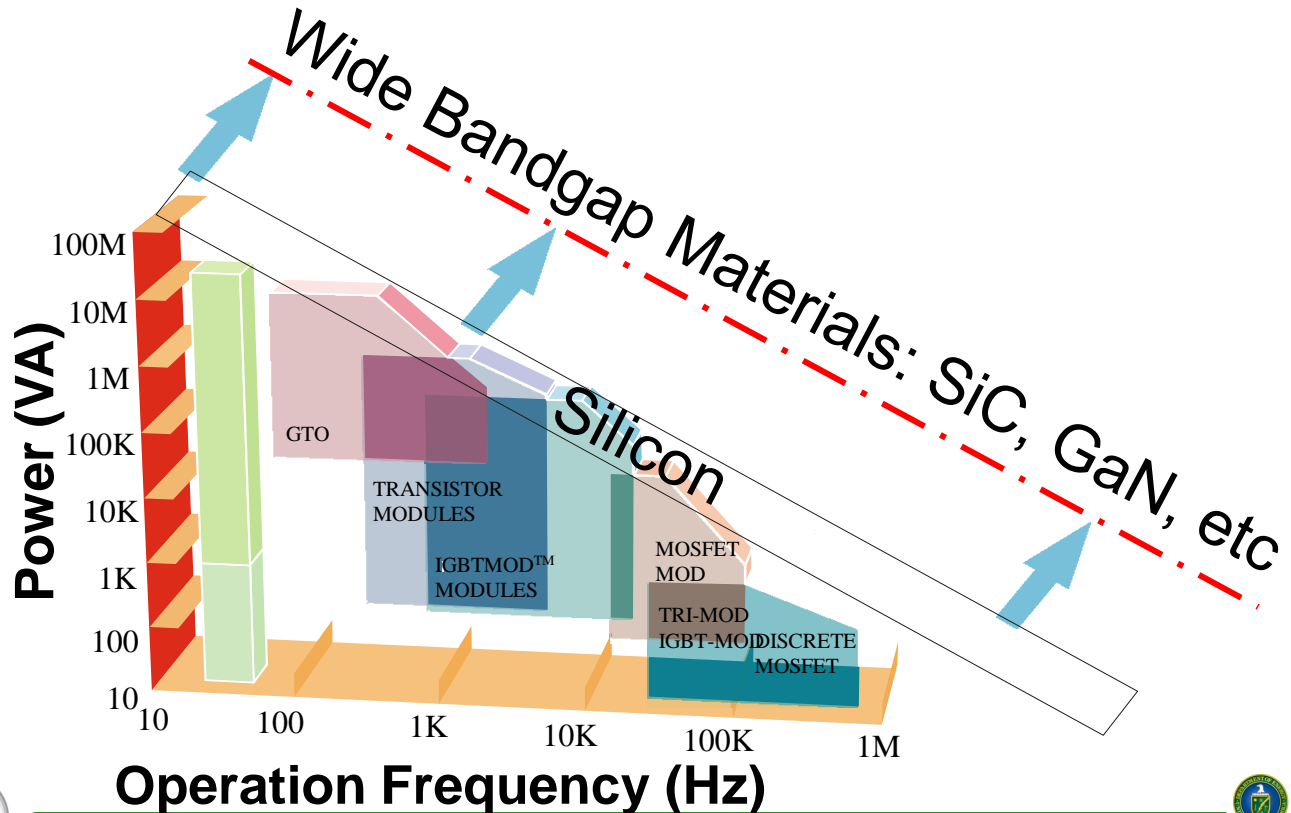 Wide Bandgap Materials: SiC, GaN, etc
Silicon
Power (VA)
100M
10M
1M
100K
10K
1K
100
10
GTO
TRANSISTOR
MODULES
IGBTMOD™
MODULES
MOSFET
MOD
TRI-MOD
IGBT-MOD
DISCRETE
MOSFET
10
100
1K
10K
100K
1M
Operation Frequency (Hz)